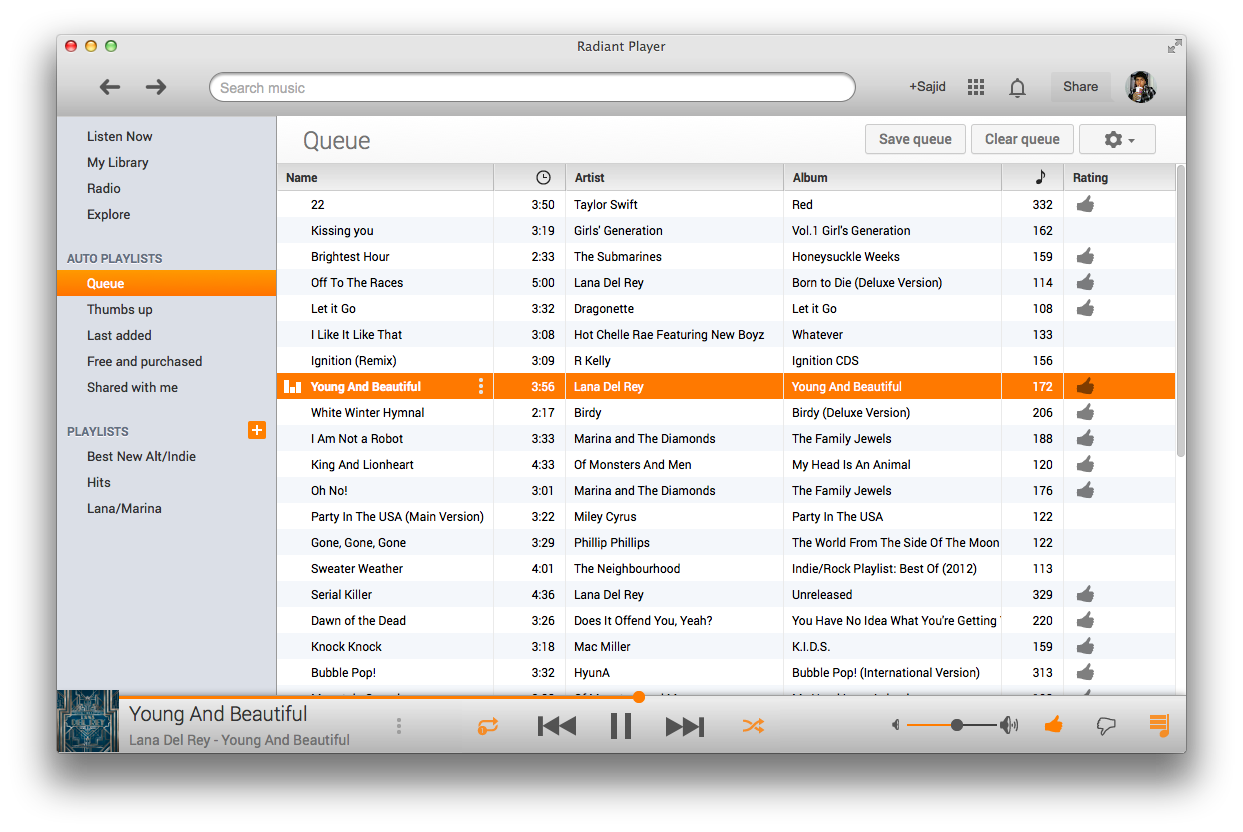 Radiant Player
Search music
+Sajid
Share
Listen Now
My Library
Radio
Explore
AUTO PLAYLISTS
Queue
Thumbs up
Last added
Free and purchased
Shared with me
PLAYLISTS
Best New Alt/Indie
Hits
Lana/Marina
Queue
Save queue
Clear queue
Name Artist Album Rating
22 3:50 Taylor Swift Red 332
Kissing you 3:19 Girls' Generation Vol.1 Girl's Generation 162
Brightest Hour 2:33 The Submarines Honeysuckle Weeks 159
Off To The Races 5:00 Lana Del Rey Born to Die (Deluxe Version) 114
Let it Go 3:32 Dragonette Let it Go 108
I Like It Like That 3:08 Hot Chelle Rae Featuring New Boyz Whatever 133
Ignition (Remix) 3:09 R Kelly Ignition CDS 156
Young And Beautiful 3:56 Lana Del Rey Young And Beautiful 172
White Winter Hymnal 2:17 Birdy Birdy (Deluxe Version) 206
I Am Not a Robot 3:33 Marina and The Diamonds The Family Jewels 188
King And Lionheart 4:33 Of Monsters And Men My Head Is An Animal 120
Oh No! 3:01 Marina and The Diamonds The Family Jewels 176
Party In The USA (Main Version) 3:22 Miley Cyrus Party In The USA 122
Gone, Gone, Gone 3:29 Phillip Phillips The World From The Side Of The Moon 122
Sweater Weather 4:01 The Neighbourhood Indie/Rock Playlist: Best Of (2012) 113
Serial Killer 4:36 Lana Del Rey Unreleased 329
Dawn of the Dead 3:26 Does It Offend You, Yeah? You Have No Idea What You're Getting 220
Knock Knock 3:18 Mac Miller K.I.D.S. 159
Bubble Pop! 3:32 HyunA Bubble Pop! (International Version) 313
Young And Beautiful
Lana Del Rey - Young And Beautiful